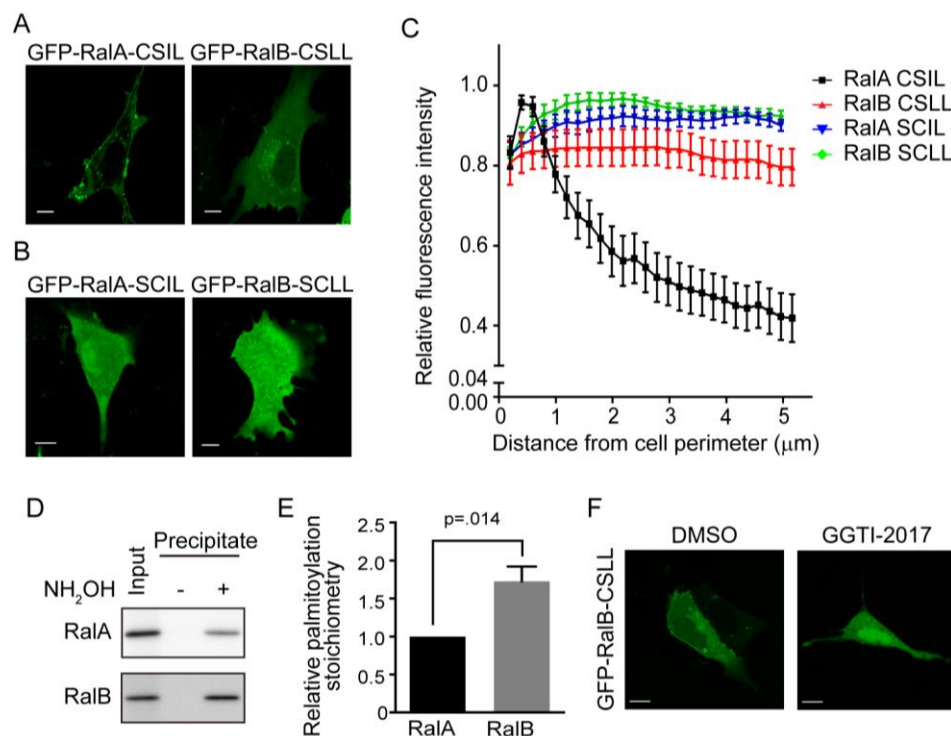 A
GFP-RalA-CSIL GFP-RalB-CSLL
B
GFP-RalA-SCIL GFP-RalB-SCLL
C
Relative fluorescence intensity
1.0
0.8
0.6
0.4
0.04
0.00
0 1 2 3 4 5
Distance from cell perimeter (μm)
RalA CSIL
RalB CSLL
RalA SCIL
RalB SCLL
D
Input
Precipitate
NH2OH - +
RalA
RalB
E
Relative palmitoylation
stoichiometry
p=.014
2.5
2.0
1.5
1.0
0.5
0
RalA RalB
F
DMSO GGTI-2017
GFP-RalB-CSLL